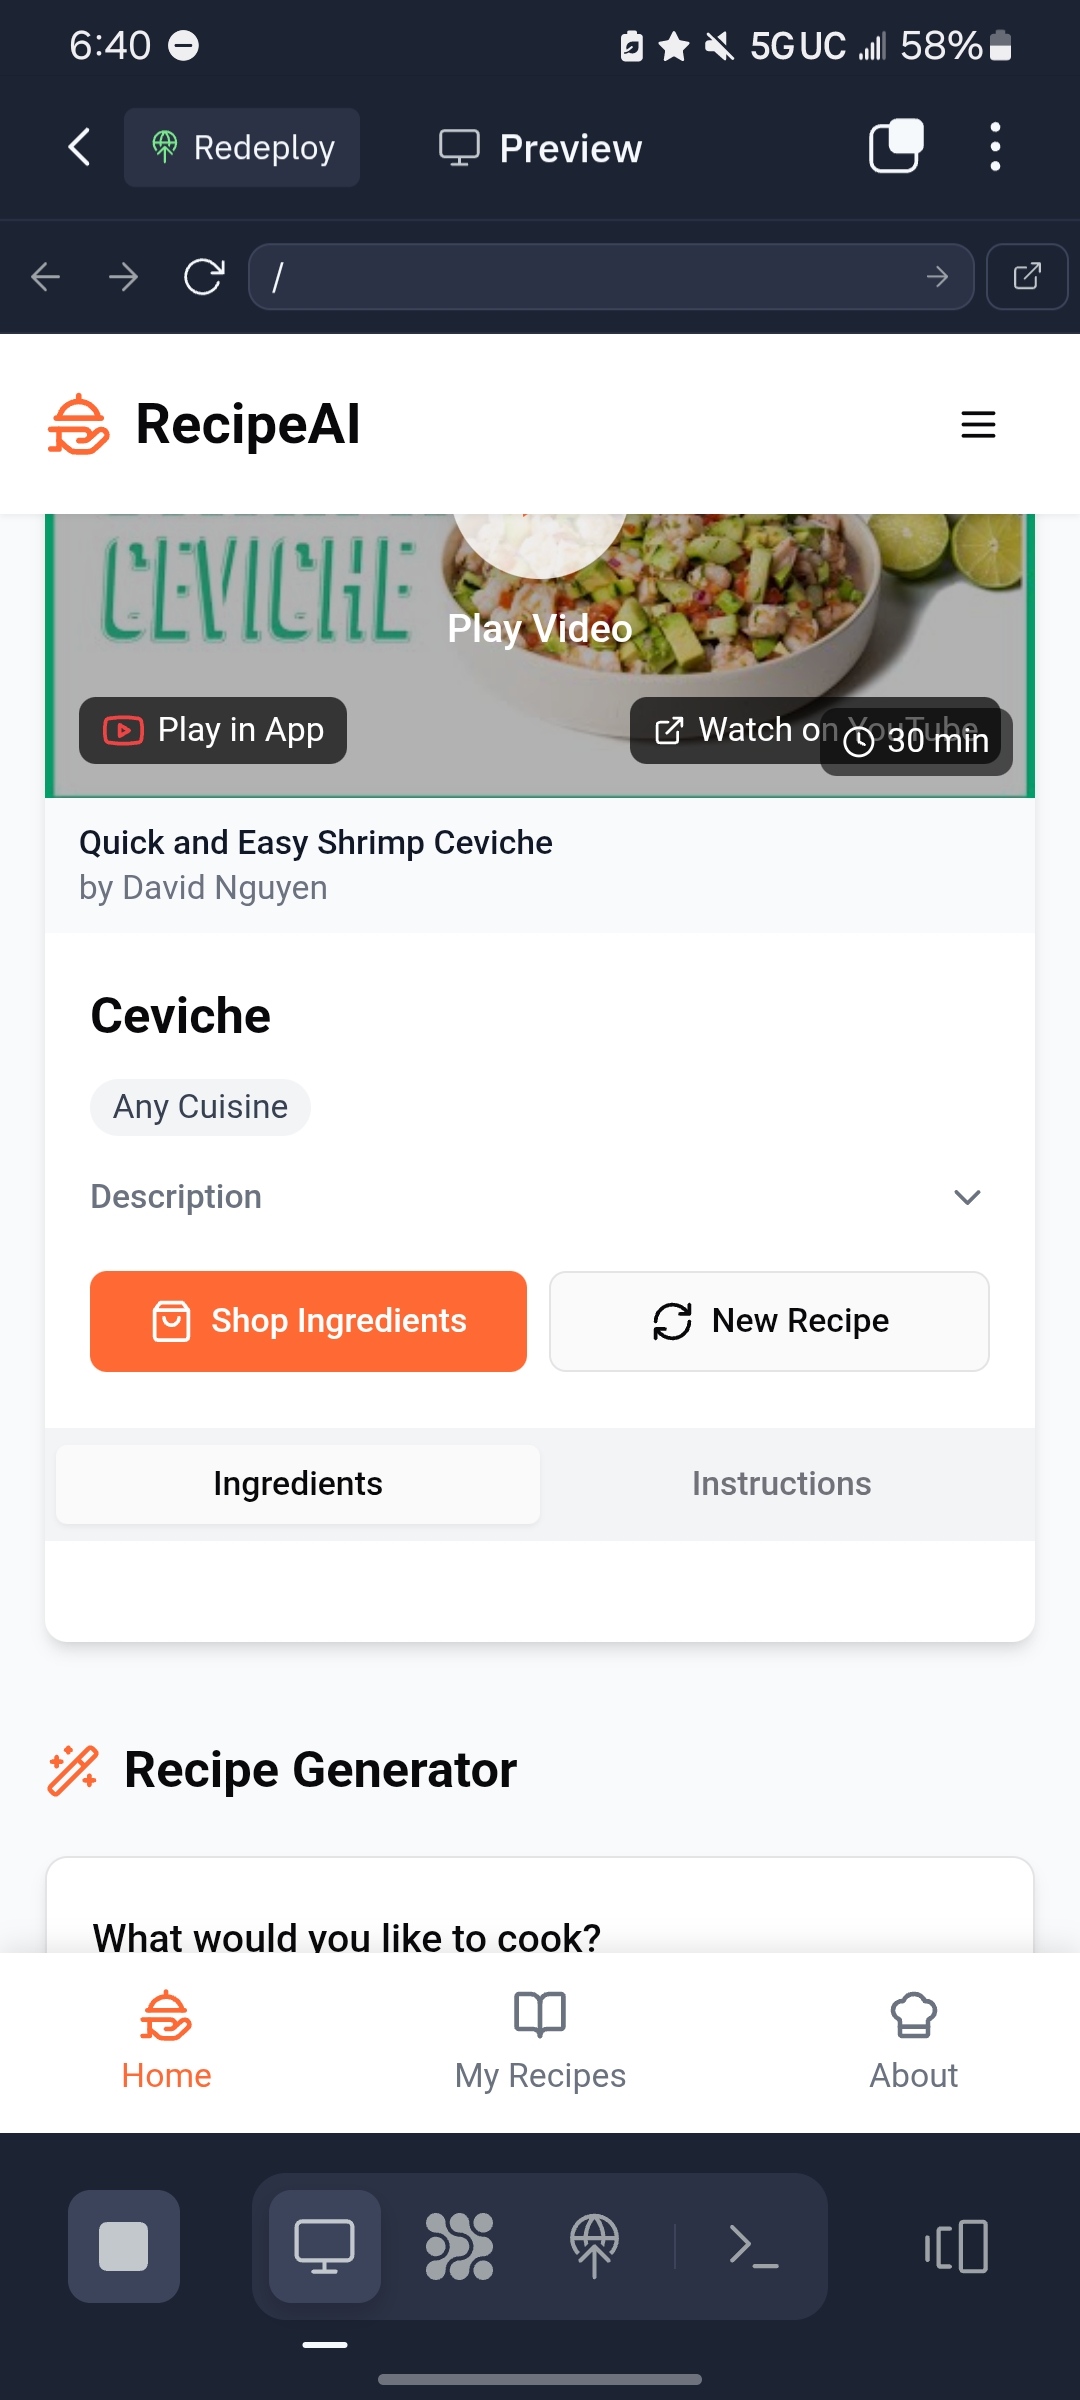 6:40
5G UC 58%
Redeploy
Preview
/
RecipeAI
CEVICHE
Play Video
Play in App
Watch on YouTube
30 min
Quick and Easy Shrimp Ceviche
by David Nguyen
Ceviche
Any Cuisine
Description
Shop Ingredients
New Recipe
Ingredients
Instructions
Recipe Generator
What would you like to cook?
Home
My Recipes
About